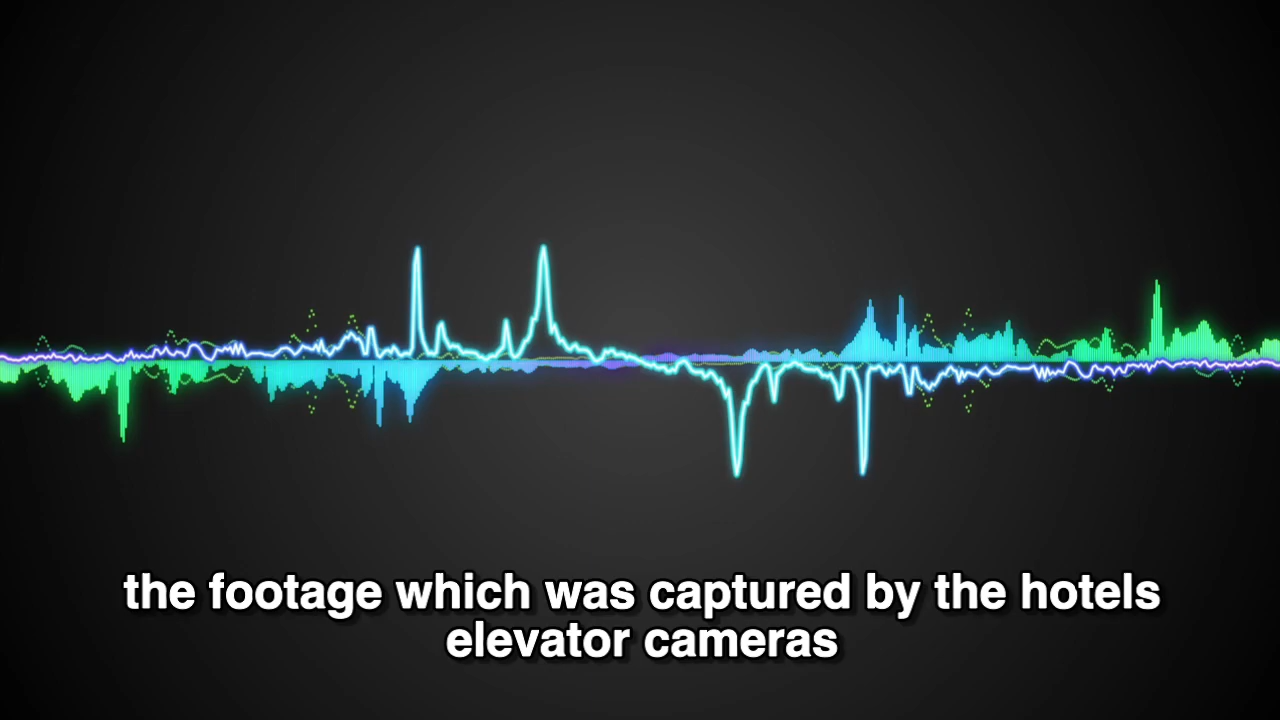 the footage which was captured by the hotels
elevator cameras